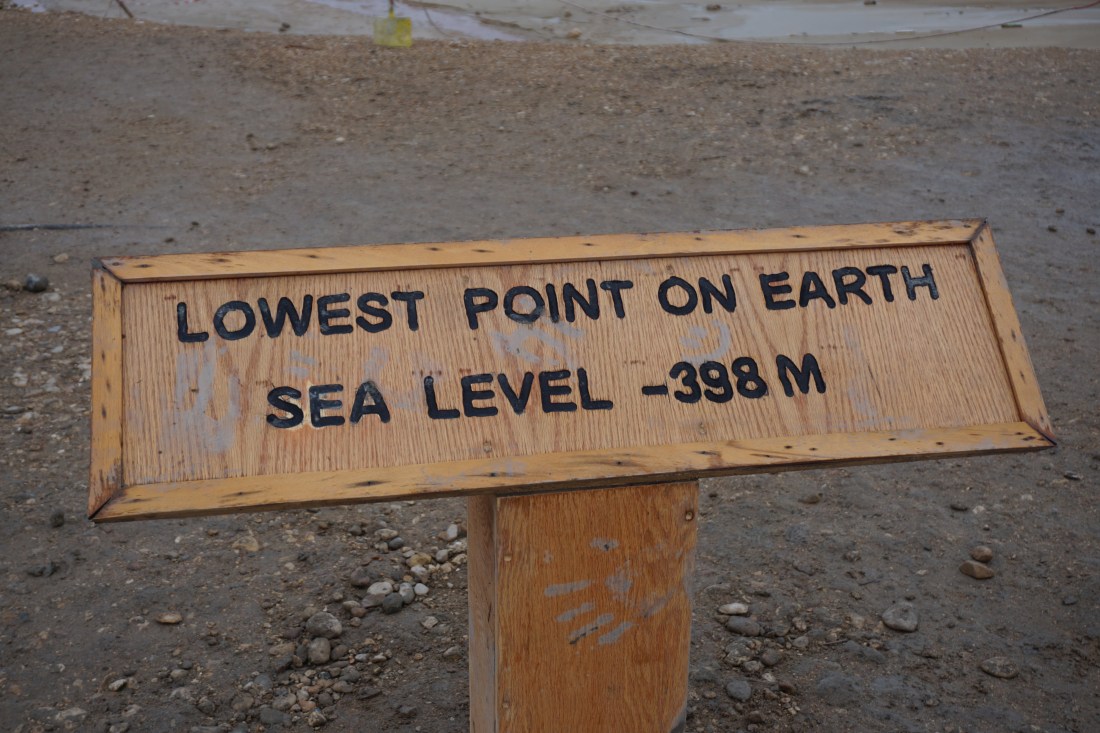 LOWEST POINT ON EARTH
SEA LEVEL -398 M